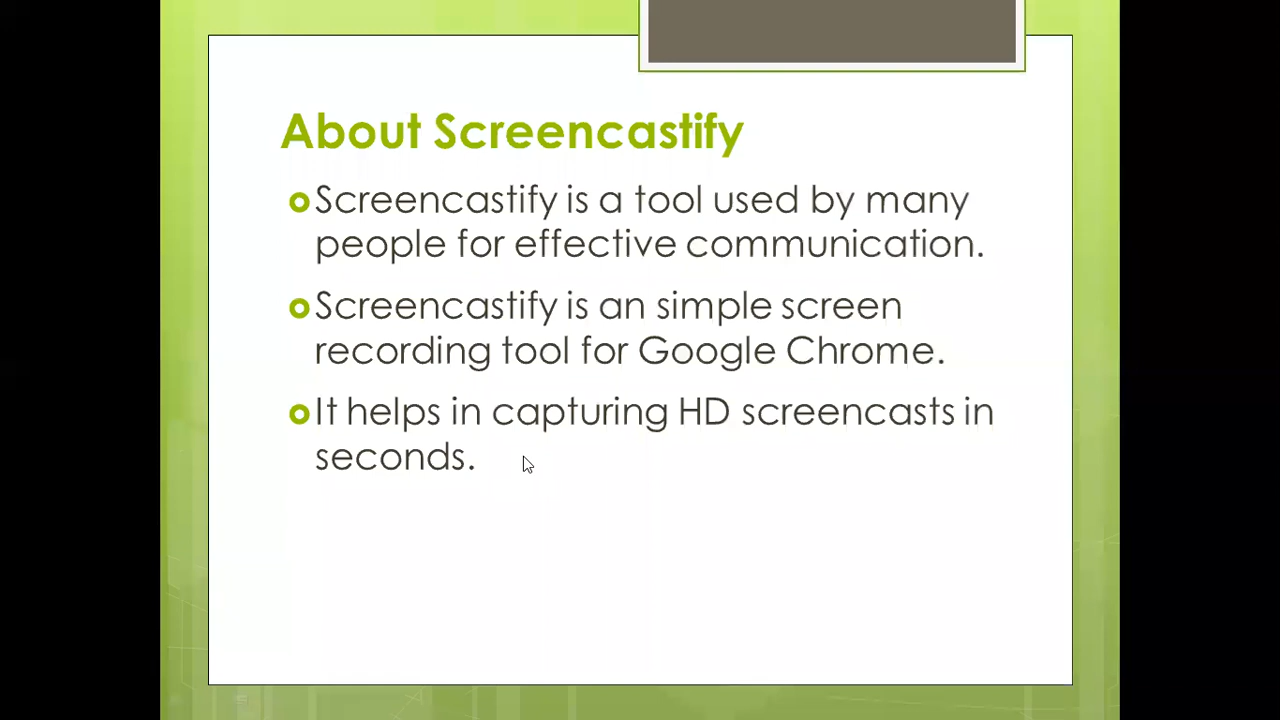 About Screencastify
Screencastify is a tool used by many
people for effective communication.
Screencastify is an simple screen
recording tool for Google Chrome.
It helps in capturing HD screencasts in
seconds.